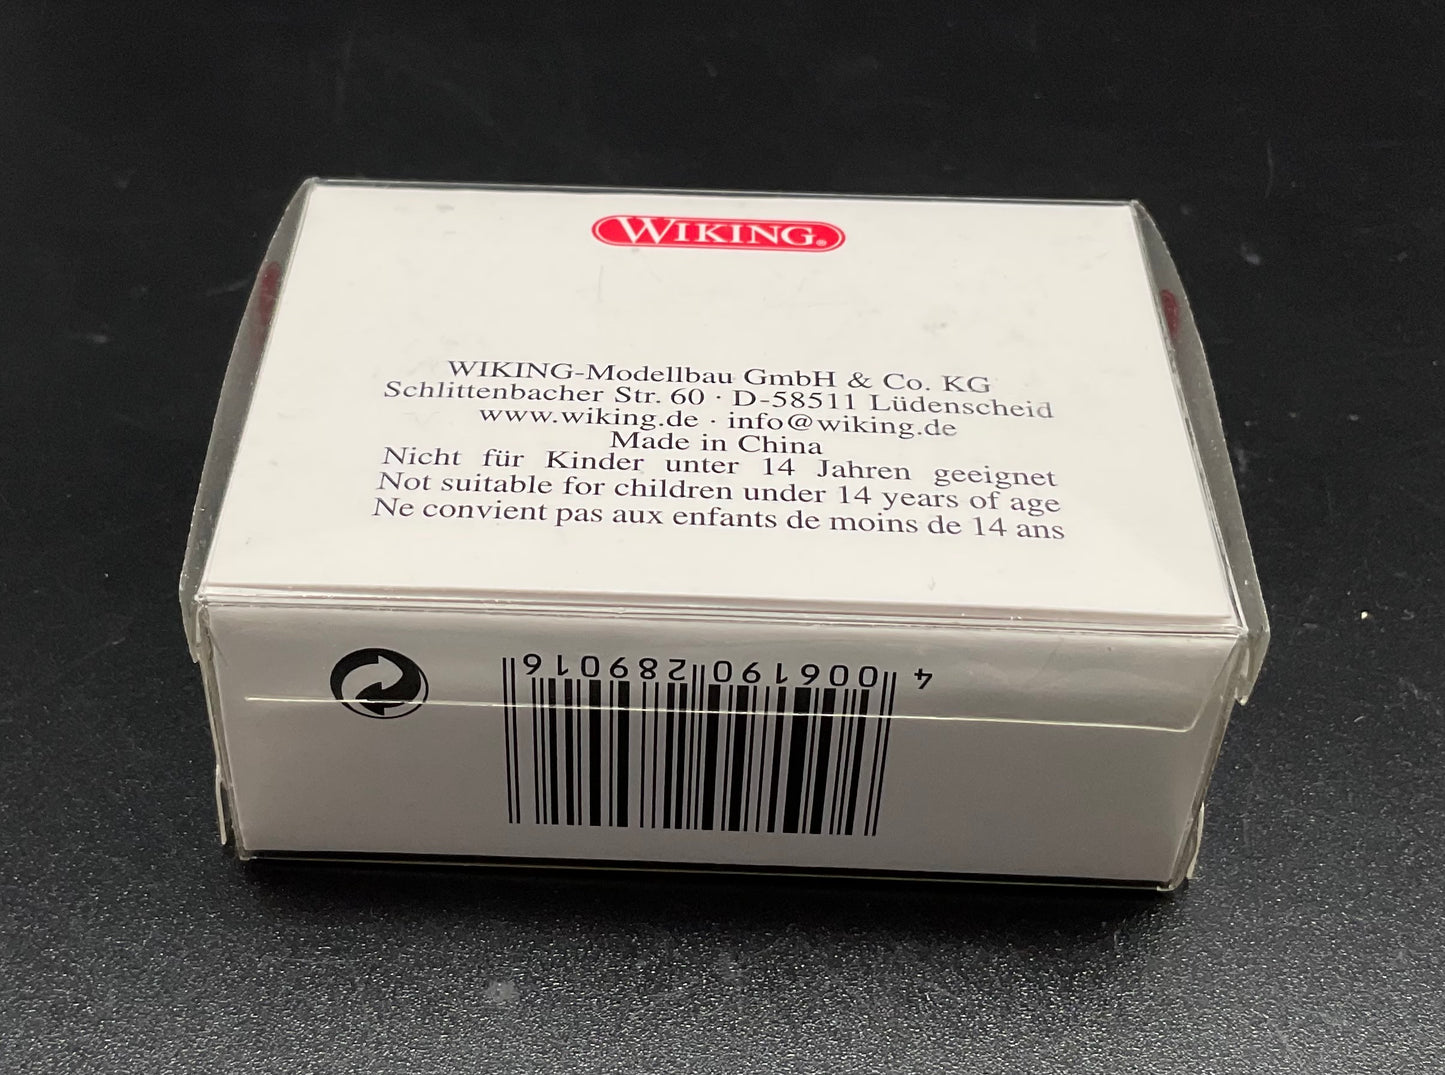 WIKING®
WIKING-Modellbau GmbH & Co. KG
Schlittenbacher Str. 60 · D-58511 Lüdenscheid
www.wiking.de · info@wiking.de
Made in China
Nicht für Kinder unter 14 Jahren geeignet
Not suitable for children under 14 years of age
Ne convient pas aux enfants de moins de 14 ans
4 006190 289016